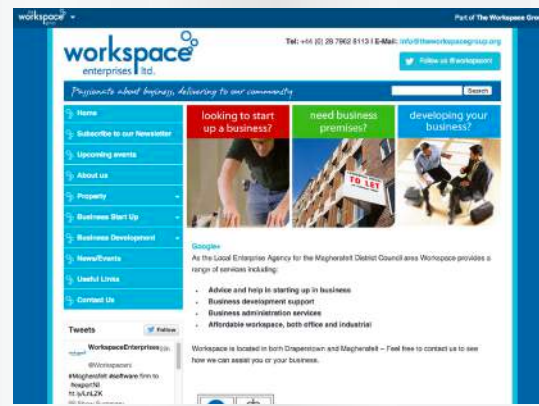 workspace
Part of The Workspace Gro
workspace
enterprises ltd.
Tel: +44 (0) 28 7962 8113 I E-Mail: info@theworkspacegroup.org
Follow us @workspacent
Passionate about business, delivering to our community
Search
Home
Subscribe to our Newsletter
Upcoming events
About us
Property
Business Start Up
Business Development
News/Events
Useful Links
Contact Us
looking to start
up a business?
need business
premises?
developing your
business?
TO LET
Google+
As the Local Enterprise Agency for the Magherafelt District Council area Workspace provides a
range of services including:
Advice and help in starting up in business
Business development support
Business administration services
Affordable workspace, both office and industrial
Workspace is located in both Draperstown and Magherafelt – Feel free to contact us to see
how we can assist you or your business.
Tweets
Follow
WorkspaceEnterprises
#Magherafelt #software firm to